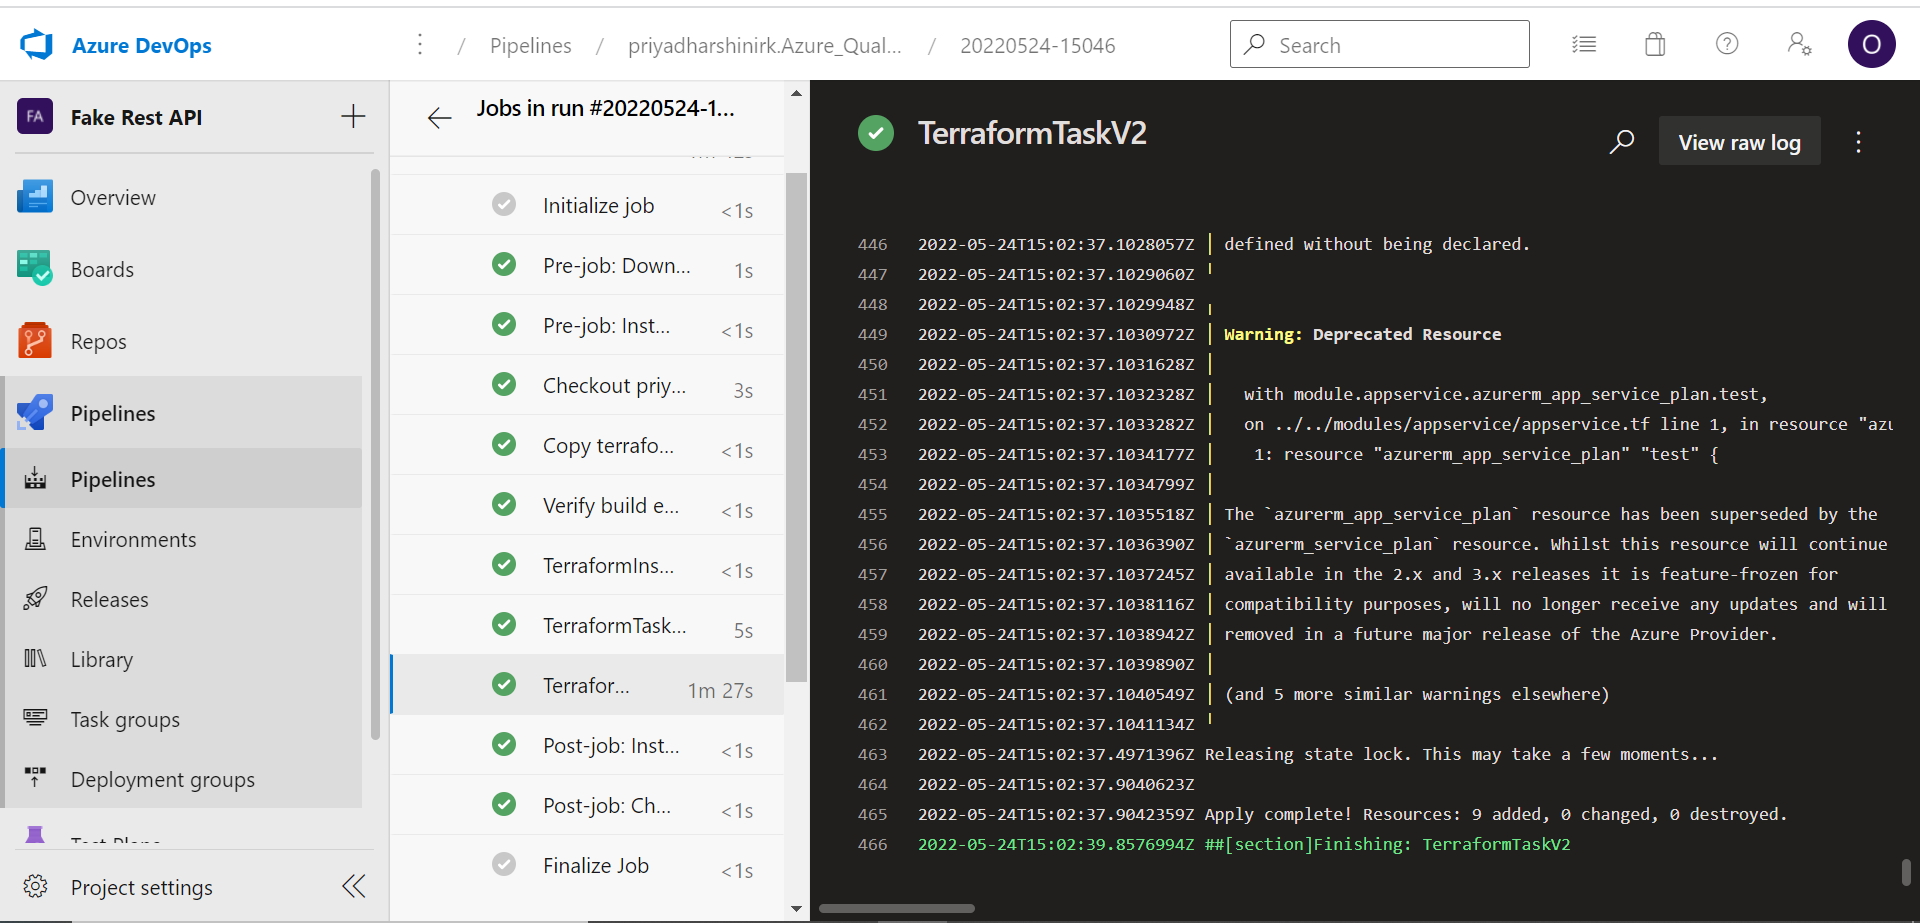 Azure DevOps
/ Pipelines / priyadharshinirk.Azure_Qual... / 20220524-15046
Search
O
FA Fake Rest API
Overview
Boards
Repos
Pipelines
Pipelines
Environments
Releases
Library
Task groups
Deployment groups
Project settings
Jobs in run #20220524-1...
Initialize job <1s
Pre-job: Down... 1s
Pre-job: Inst... <1s
Checkout priy... 3s
Copy terrafo... <1s
Verify build e... <1s
TerraformIns... <1s
TerraformTask... 5s
Terrafor... 1m 27s
Post-job: Inst... <1s
Post-job: Ch... <1s
Finalize Job <1s
TerraformTaskV2
View raw log
446 2022-05-24T15:02:37.1028057Z │ defined without being declared.
447 2022-05-24T15:02:37.1029060Z ╵
448 2022-05-24T15:02:37.1029948Z ╷
449 2022-05-24T15:02:37.1030972Z │ Warning: Deprecated Resource
450 2022-05-24T15:02:37.1031628Z │
451 2022-05-24T15:02:37.1032328Z │   with module.appservice.azurerm_app_service_plan.test,
452 2022-05-24T15:02:37.1033282Z │   on ../../modules/appservice/appservice.tf line 1, in resource "azu
453 2022-05-24T15:02:37.1034177Z │    1: resource "azurerm_app_service_plan" "test" {
454 2022-05-24T15:02:37.1034799Z │
455 2022-05-24T15:02:37.1035518Z │ The `azurerm_app_service_plan` resource has been superseded by the
456 2022-05-24T15:02:37.1036390Z │ `azurerm_service_plan` resource. Whilst this resource will continue
457 2022-05-24T15:02:37.1037245Z │ available in the 2.x and 3.x releases it is feature-frozen for
458 2022-05-24T15:02:37.1038116Z │ compatibility purposes, will no longer receive any updates and will
459 2022-05-24T15:02:37.1038942Z │ removed in a future major release of the Azure Provider.
460 2022-05-24T15:02:37.1039890Z │
461 2022-05-24T15:02:37.1040549Z │ (and 5 more similar warnings elsewhere)
462 2022-05-24T15:02:37.1041134Z ╵
463 2022-05-24T15:02:37.4971396Z Releasing state lock. This may take a few moments...
464 2022-05-24T15:02:37.9040623Z
465 2022-05-24T15:02:37.9042359Z Apply complete! Resources: 9 added, 0 changed, 0 destroyed.
466 2022-05-24T15:02:39.8576994Z ##[section]Finishing: TerraformTaskV2